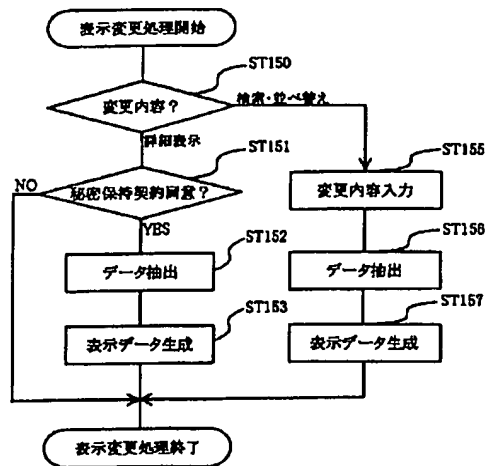 表示変更処理開始
ST150
変更内容？
検索・並べ替え
詳細表示
ST151
ST155
NO
秘密保持契約同意？
変更内容入力
YES
ST152
ST156
データ抽出
データ抽出
ST153
ST157
表示データ生成
表示データ生成
表示変更処理終了